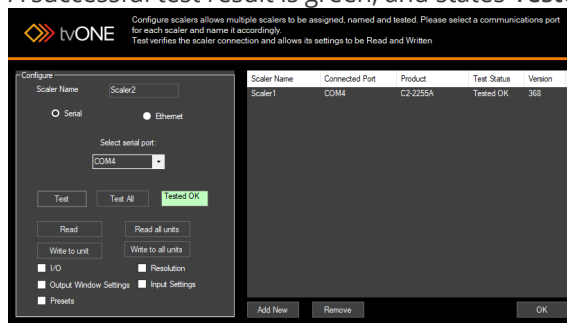 A successful test result is green, and states Teste
tvONE
Configure scalers allows multiple scalers to be assigned, named and tested. Please select a communications port
for each scaler and name it accordingly.
Test verifies the scaler connection and allows its settings to be Read and Written
Configure
Scaler Name Scaler2
Serial Ethernet
Select serial port:
COM4
Test Test All Tested OK
Read Read all units
Write to unit Write to all units
I/O Resolution
Output Window Settings Input Settings
Presets
Scaler Name Connected Port Product Test Status Version
Scaler1 COM4 C2-2255A Tested OK 368
Add New Remove OK